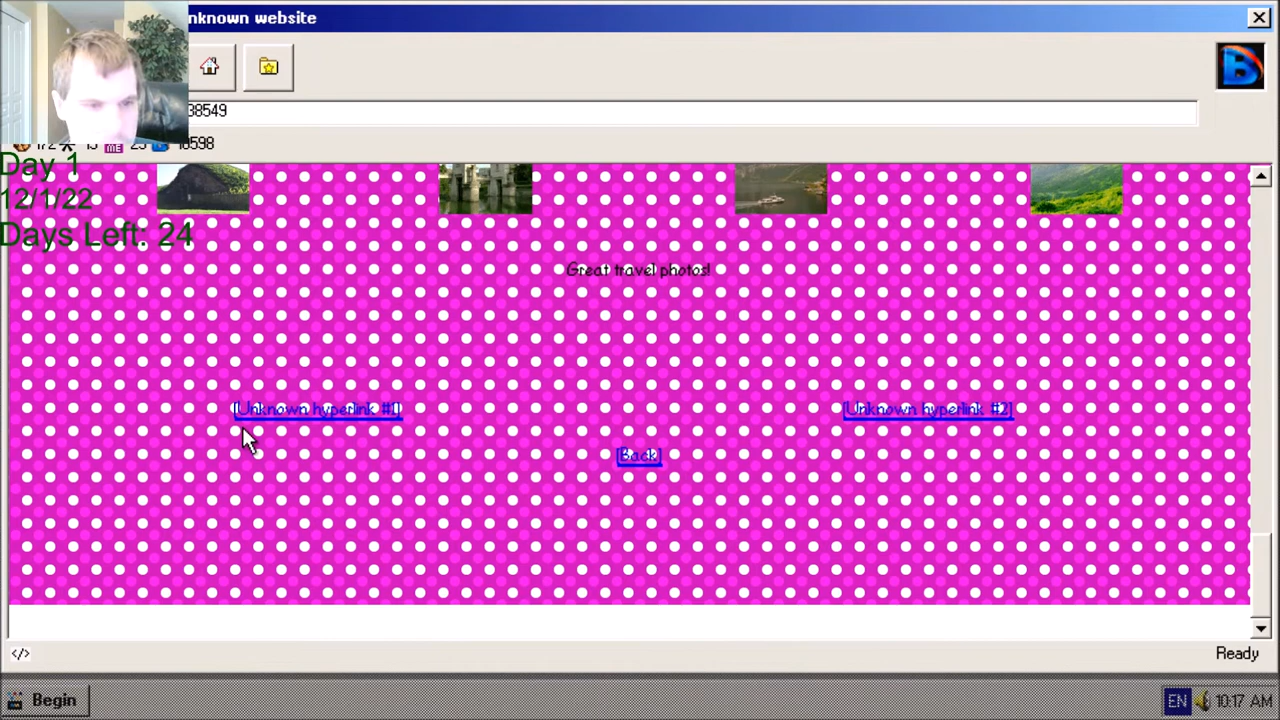 nknown website
38549
Day 1
12/1/22
Days Left: 24
Great travel photos!
[Unknown hyperlink #1]
[Unknown hyperlink #2]
[Back]
</>
Ready
Begin
EN
10:17 AM